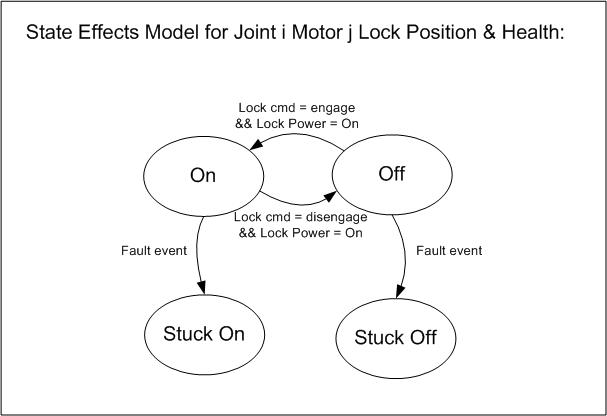 State Effects Model for Joint i Motor j Lock Position & Health:
Lock cmd = engage
&& Lock Power = On
On
Off
Lock cmd = disengage
&& Lock Power = On
Fault event
Fault event
Stuck On
Stuck Off